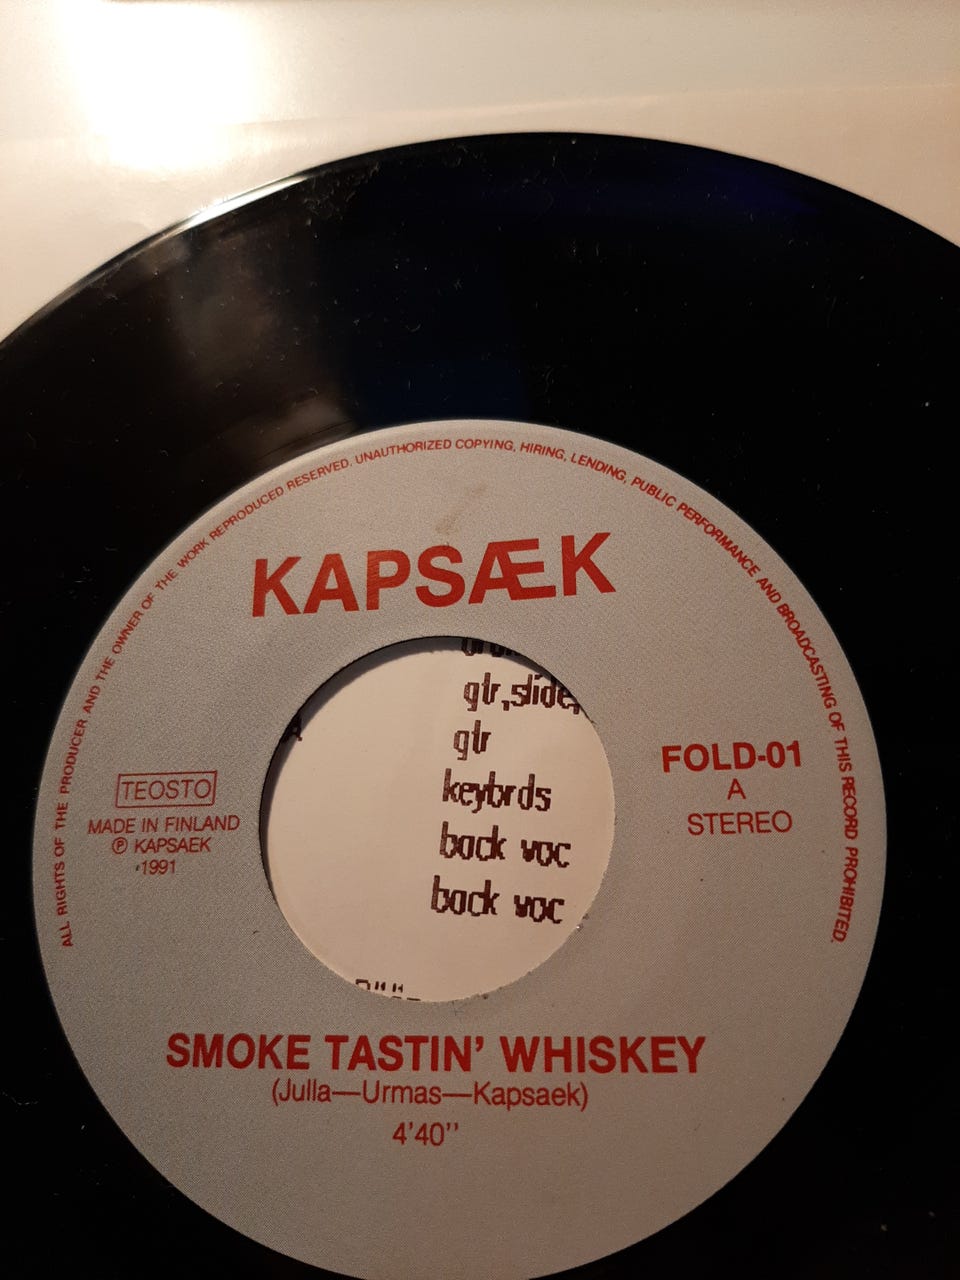 ALL RIGHTS OF THE PRODUCER AND THE OWNER OF THE WORK REPRODUCED RESERVED. UNAUTHORIZED COPYING, HIRING, LENDING, PUBLIC PERFORMANCE AND BROADCASTING OF THIS RECORD PROHIBITED.
KAPSÆK
gtr,slide,
gtr
keybrds
back voc
back voc
TEOSTO
MADE IN FINLAND
℗ KAPSAEK
1991
FOLD-01
A
STEREO
SMOKE TASTIN' WHISKEY
(Julla—Urmas—Kapsaek)
4'40''